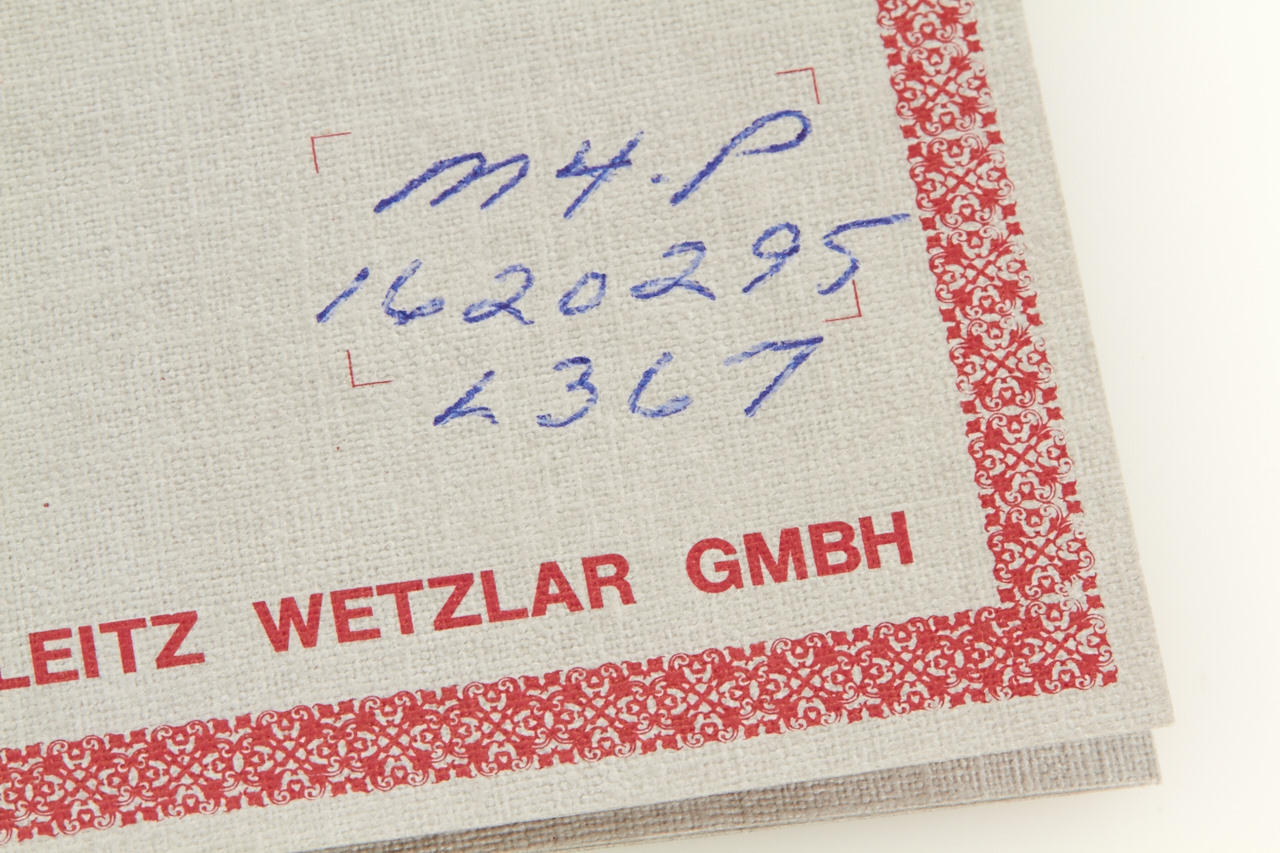 M4.P
1620295
L367
LEITZ WETZLAR GMBH